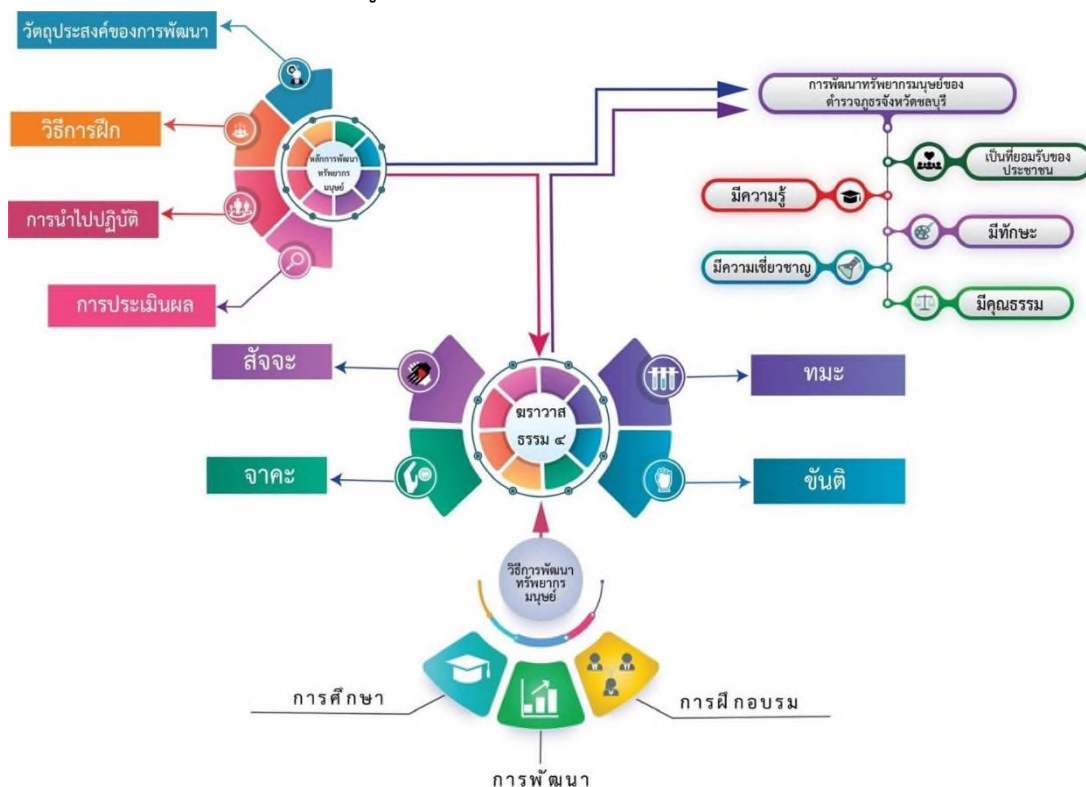 วัตถุประสงค์ของการพัฒนา
วิธีการฝึก
การนำไปปฏิบัติ
การประเมินผล
หลักการพัฒนา
ทรัพยากร
มนุษย์
การพัฒนาทรัพยากรมนุษย์ของ
ตำรวจภูธรจังหวัดชลบุรี
เป็นที่ยอมรับของ
ประชาชน
มีความรู้
มีทักษะ
มีความเชี่ยวชาญ
มีคุณธรรม
สัจจะ
ทมะ
ฆราวาส
ธรรม ๔
จาคะ
ขันติ
วิธีการพัฒนา
ทรัพยากร
มนุษย์
การศึกษา
การฝึกอบรม
การพัฒนา